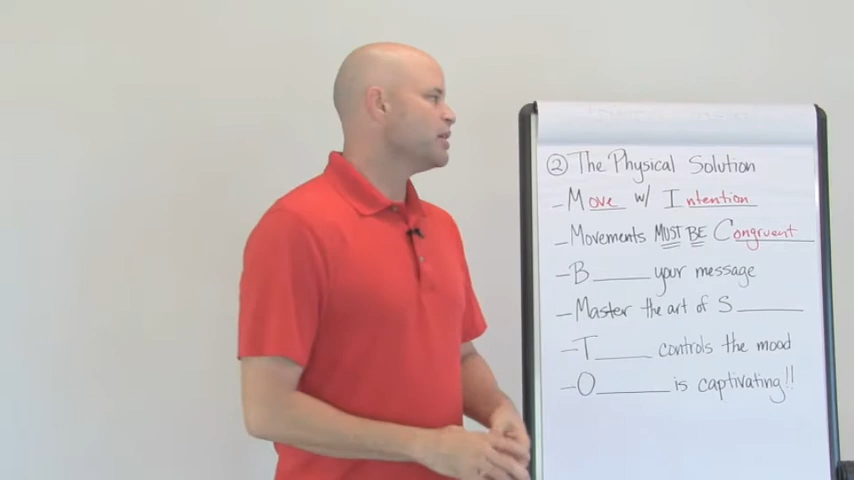 ② The Physical Solution
- Move w/ Intention
- Movements MUST BE Congruent
- B______ your message
- Master the art of S______
- T______ controls the mood
- O______ is captivating!!